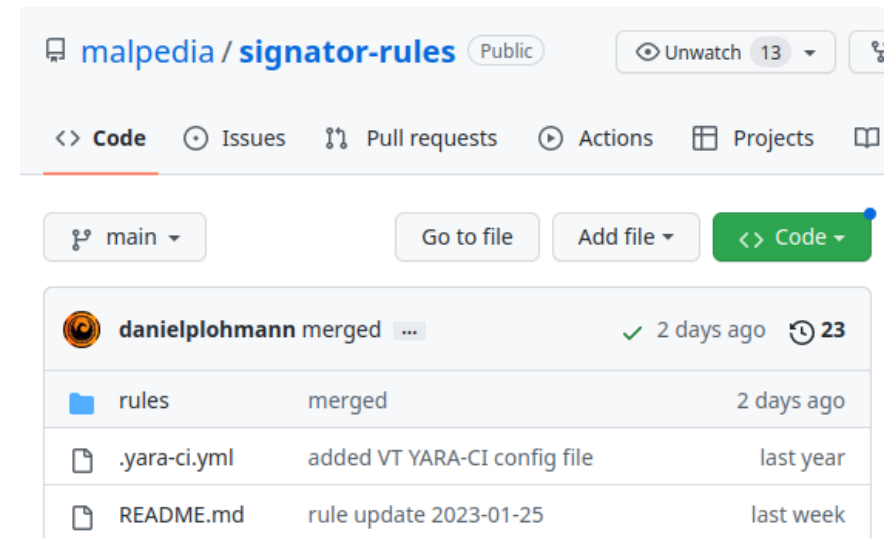 malpedia / signator-rules Public Unwatch 13
Code Issues Pull requests Actions Projects
main Go to file Add file Code
danielplohmann merged ... 2 days ago 23
rules merged 2 days ago
.yara-ci.yml added VT YARA-CI config file last year
README.md rule update 2023-01-25 last week